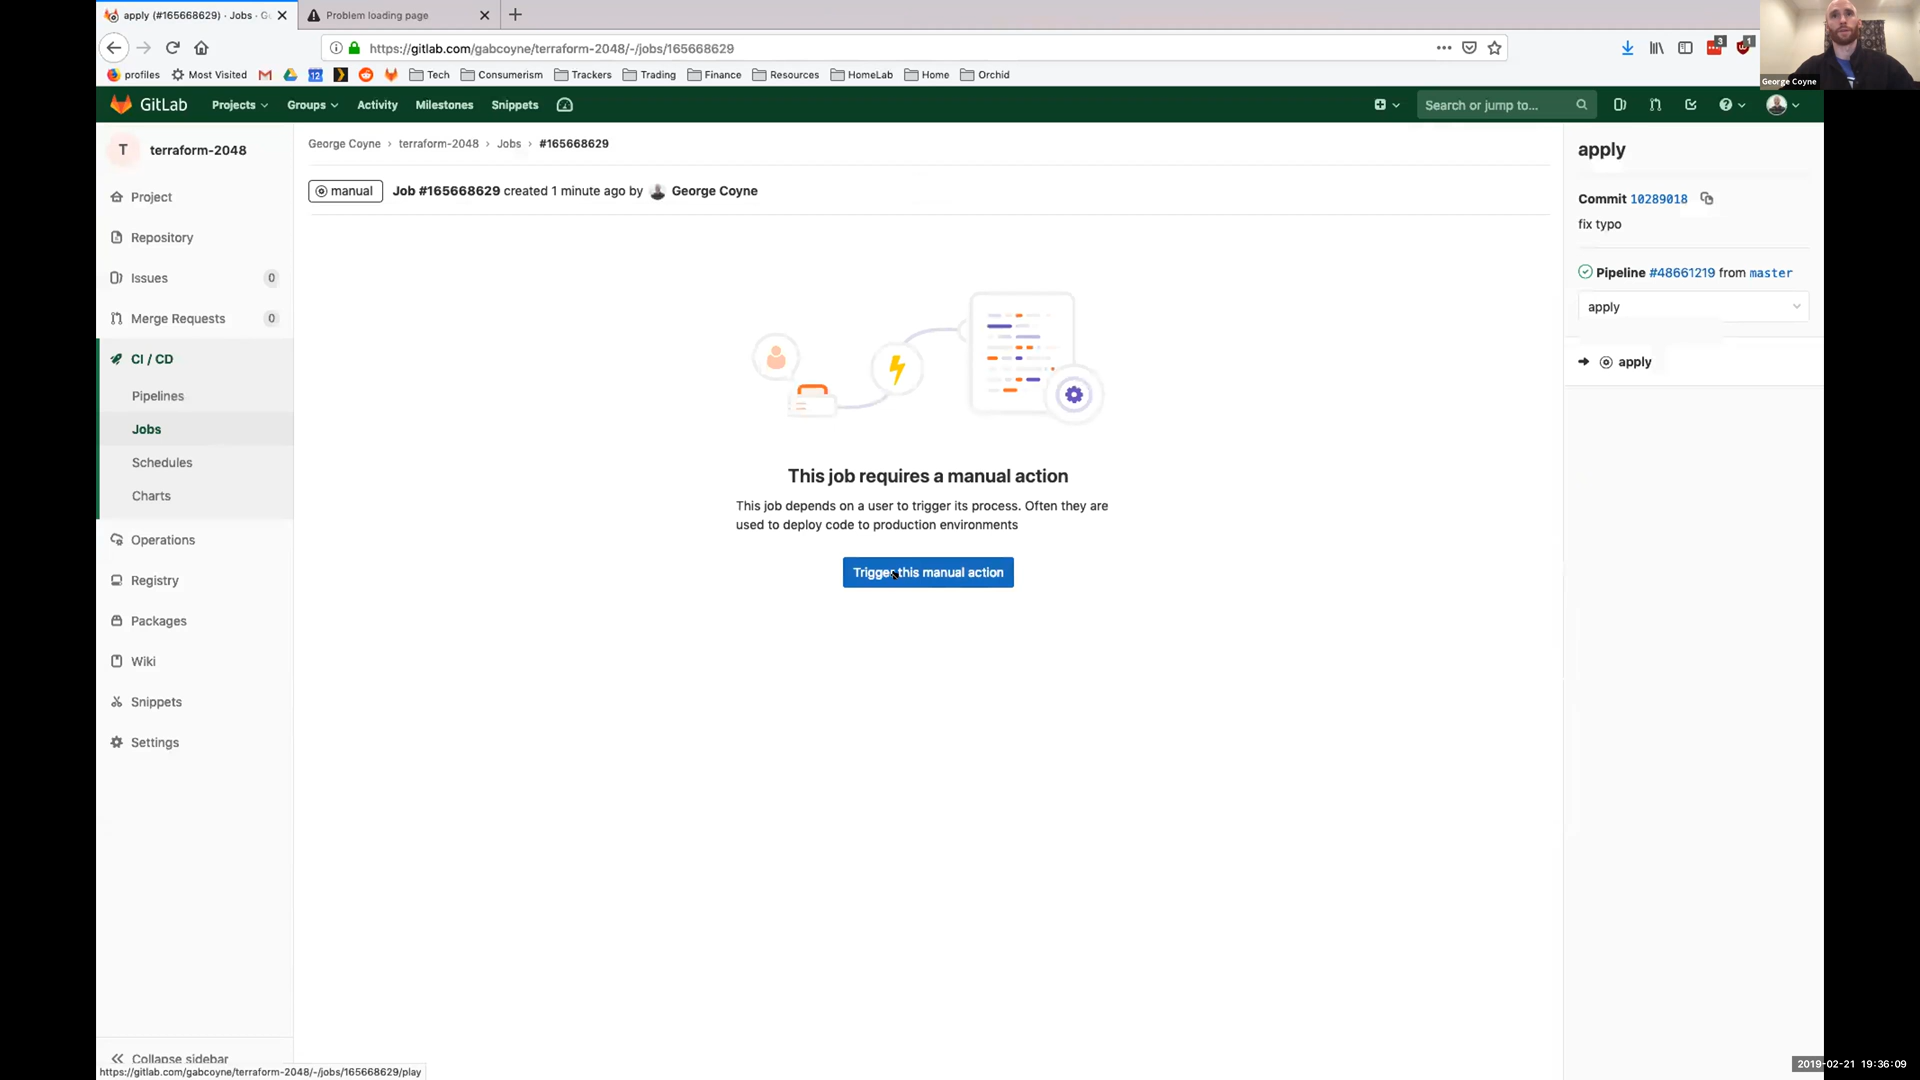 apply (#165668629) · Jobs · G
Problem loading page
https://gitlab.com/gabcoyne/terraform-2048/-/jobs/165668629
3
1
profiles
Most Visited
12
Tech
Consumerism
Trackers
Trading
Finance
Resources
HomeLab
Home
Orchid
George Coyne
GitLab
Projects
Groups
Activity
Milestones
Snippets
Search or jump to...
T
terraform-2048
Project
Repository
Issues
0
Merge Requests
0
CI / CD
Pipelines
Jobs
Schedules
Charts
Operations
Registry
Packages
Wiki
Snippets
Settings
Collapse sidebar
George Coyne › terraform-2048 › Jobs › #165668629
manual
Job #165668629 created 1 minute ago by George Coyne
This job requires a manual action
This job depends on a user to trigger its process. Often they are
used to deploy code to production environments
Trigger this manual action
apply
Commit 10289018
fix typo
Pipeline #48661219 from master
apply
apply
https://gitlab.com/gabcoyne/terraform-2048/-/jobs/165668629/play
2019-02-21 19:36:09